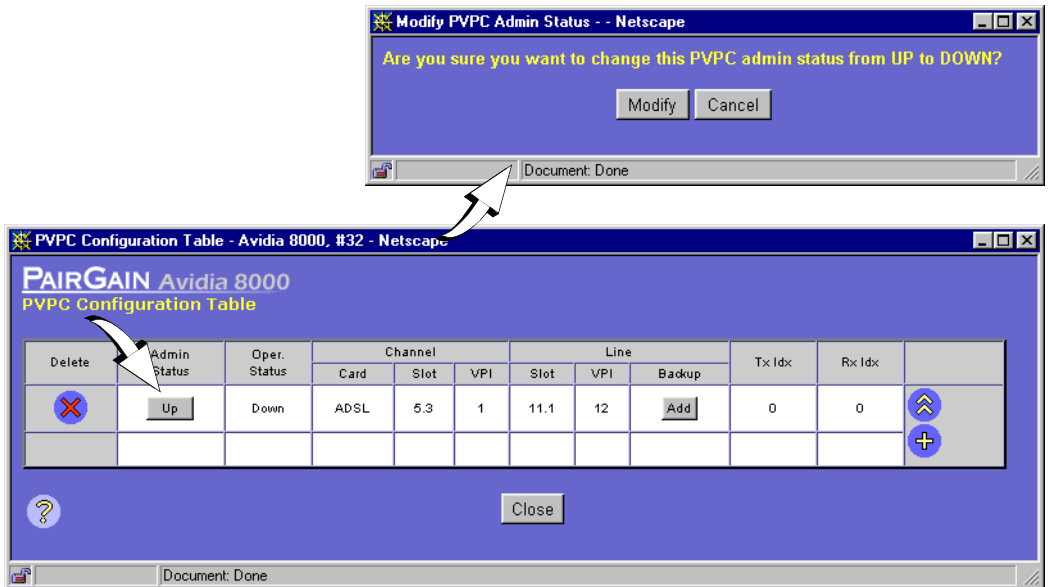 Modify PVPC Admin Status - - Netscape
Are you sure you want to change this PVPC admin status from UP to DOWN?
Modify Cancel
Document: Done
PVPC Configuration Table - Avidia 8000, #32 - Netscape
PAIRGAIN Avidia 8000
PVPC Configuration Table
Delete Admin Status Oper. Status Channel Line Tx Idx Rx Idx
Card Slot VPI Slot VPI Backup
Up Down ADSL 5.3 1 11.1 12 Add 0 0
? Close
Document: Done